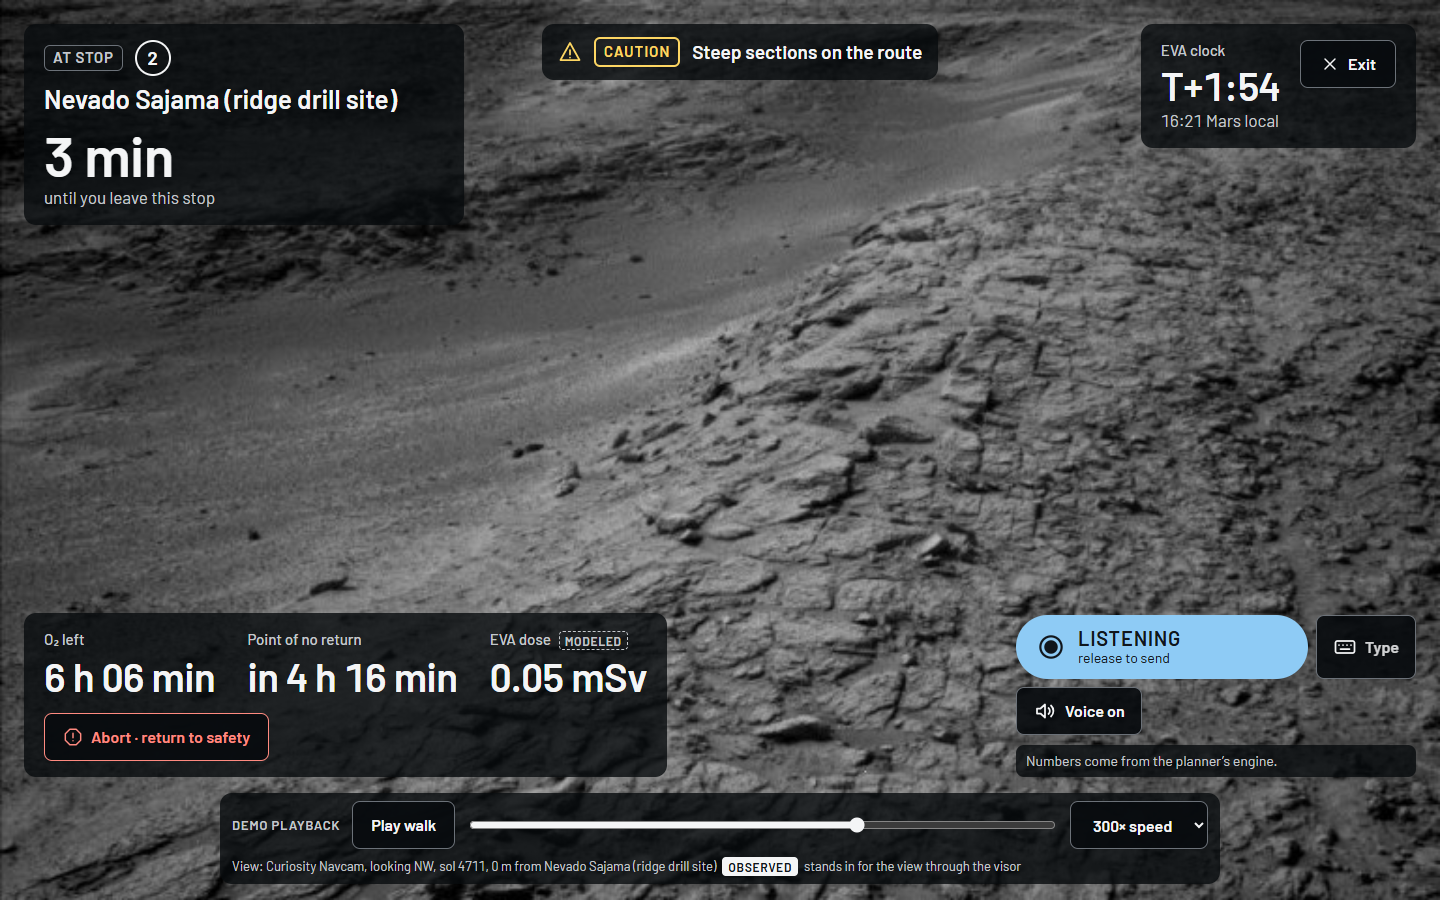 AT STOP 2
Nevado Sajama (ridge drill site)
3 min
until you leave this stop
CAUTION Steep sections on the route
EVA clock
T+1:54
16:21 Mars local
Exit
O₂ left
6 h 06 min
Point of no return
in 4 h 16 min
EVA dose MODELED
0.05 mSv
Abort · return to safety
LISTENING
release to send
Type
Voice on
Numbers come from the planner’s engine.
DEMO PLAYBACK Play walk 300× speed
View: Curiosity Navcam, looking NW, sol 4711, 0 m from Nevado Sajama (ridge drill site) OBSERVED stands in for the view through the visor